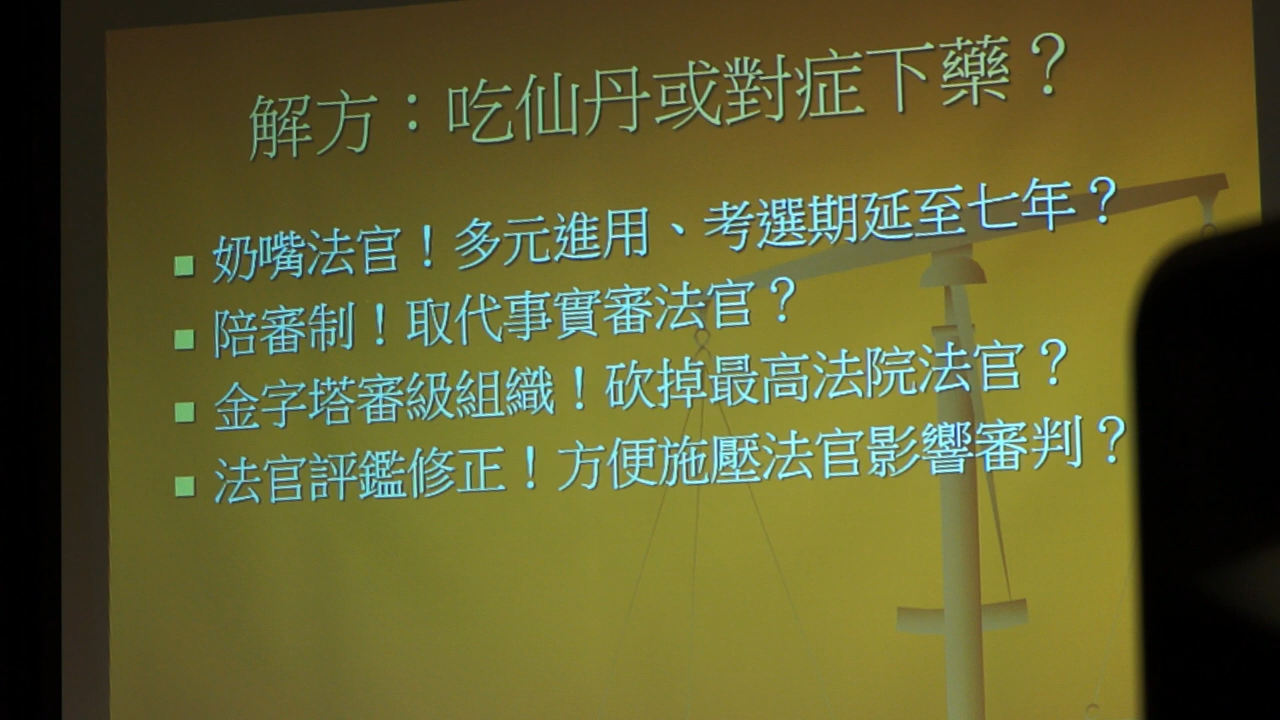 解方：吃仙丹或對症下藥？
奶嘴法官！多元進用、考選期延至七年？
陪審制！取代事實審法官？
金字塔審級組織！砍掉最高法院法官？
法官評鑑修正！方便施壓法官影響審判？